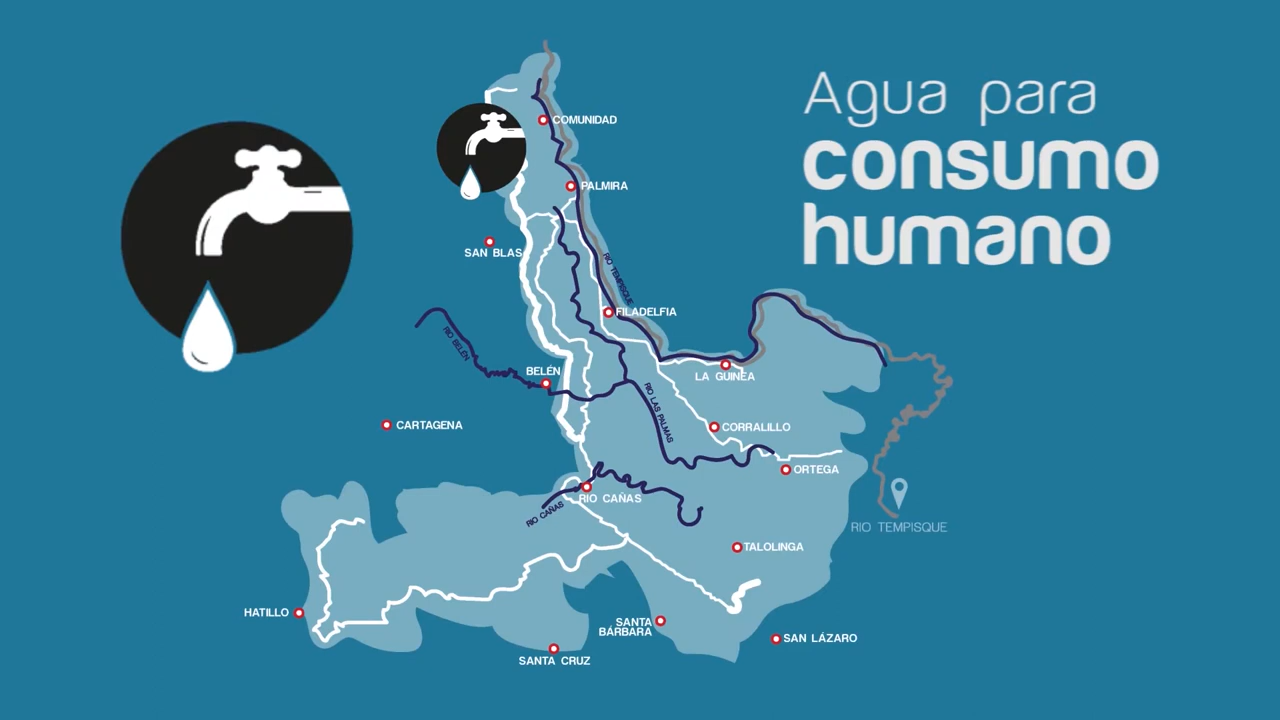 Agua para
consumo
humano
COMUNIDAD
PALMIRA
SAN BLAS
RIO TEMPISQUE
FILADELFIA
RIO BELÉN
BELÉN
LA GUINEA
RIO LAS PALMAS
CARTAGENA
CORRALILLO
ORTEGA
RIO CAÑAS
RIO CAÑAS
RIO TEMPISQUE
TALOLINGA
HATILLO
SANTA
BÁRBARA
SAN LÁZARO
SANTA CRUZ